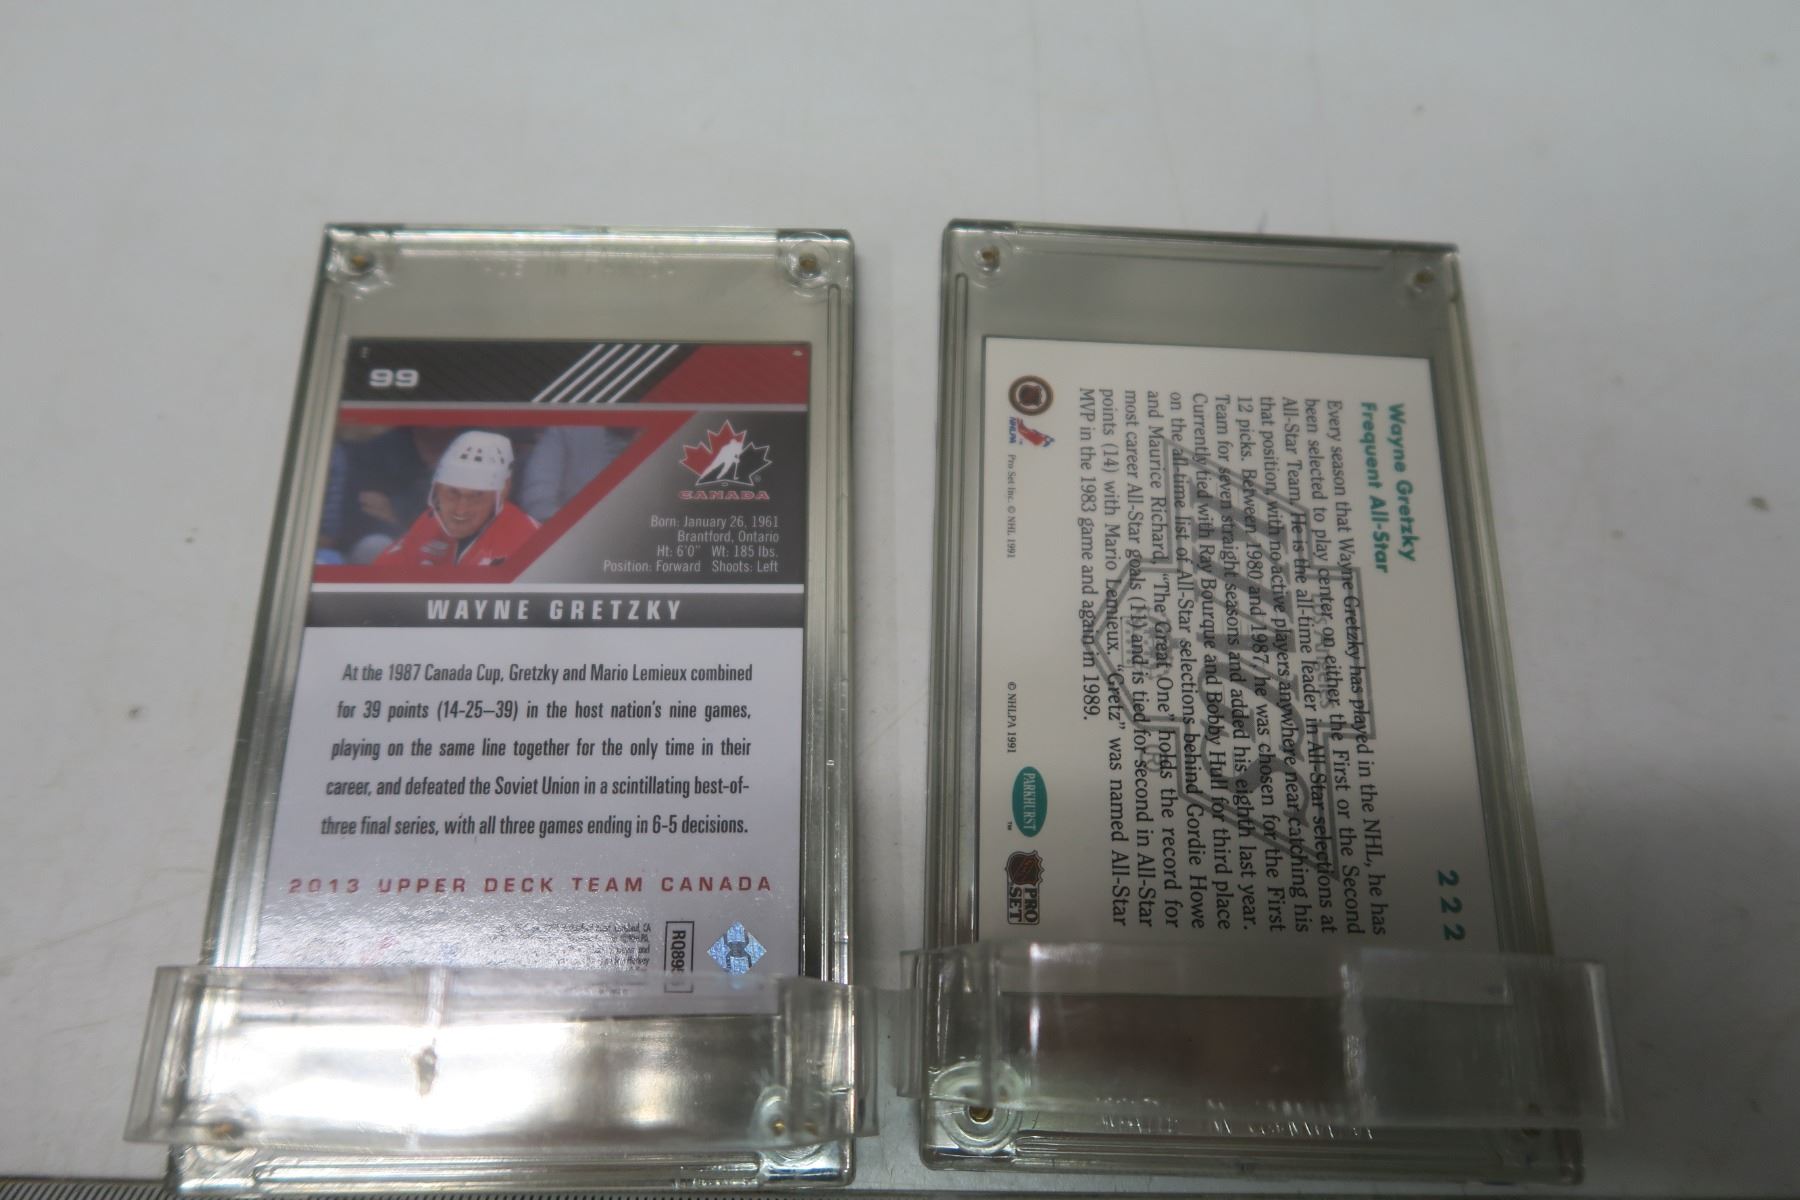 99
CANADA
Born: January 26, 1961
Brantford, Ontario
Ht: 6'0" Wt: 185 lbs.
Position: Forward Shoots: Left
WAYNE GRETZKY
At the 1987 Canada Cup, Gretzky and Mario Lemieux combined
for 39 points (14-25—39) in the host nation's nine games,
playing on the same line together for the only time in their
career, and defeated the Soviet Union in a scintillating best-of-
three final series, with all three games ending in 6-5 decisions.
2013 UPPER DECK TEAM CANADA
222
Wayne Gretzky
Frequent All-Star
Every season that Wayne Gretzky has played in the NHL, he has
been selected to play center on either the First or the Second
All-Star Team. He is the all-time leader in All-Star selections at
that position, with no active players anywhere near catching his
12 picks. Between 1980 and 1987, he was chosen for the First
Team for seven straight seasons and added his eighth last year.
Currently tied with Ray Bourque and Bobby Hull for third place
on the all-time list of All-Star selections behind Gordie Howe
and Maurice Richard, "The Great One" holds the record for
most career All-Star goals (11) and is tied for second in All-Star
points (14) with Mario Lemieux. "Gretz" was named All-Star
MVP in the 1983 game and again in 1989.
NHLPA
Pro Set Inc. © NHL 1991
© NHLPA 1991
PARKHURST
PRO
SET